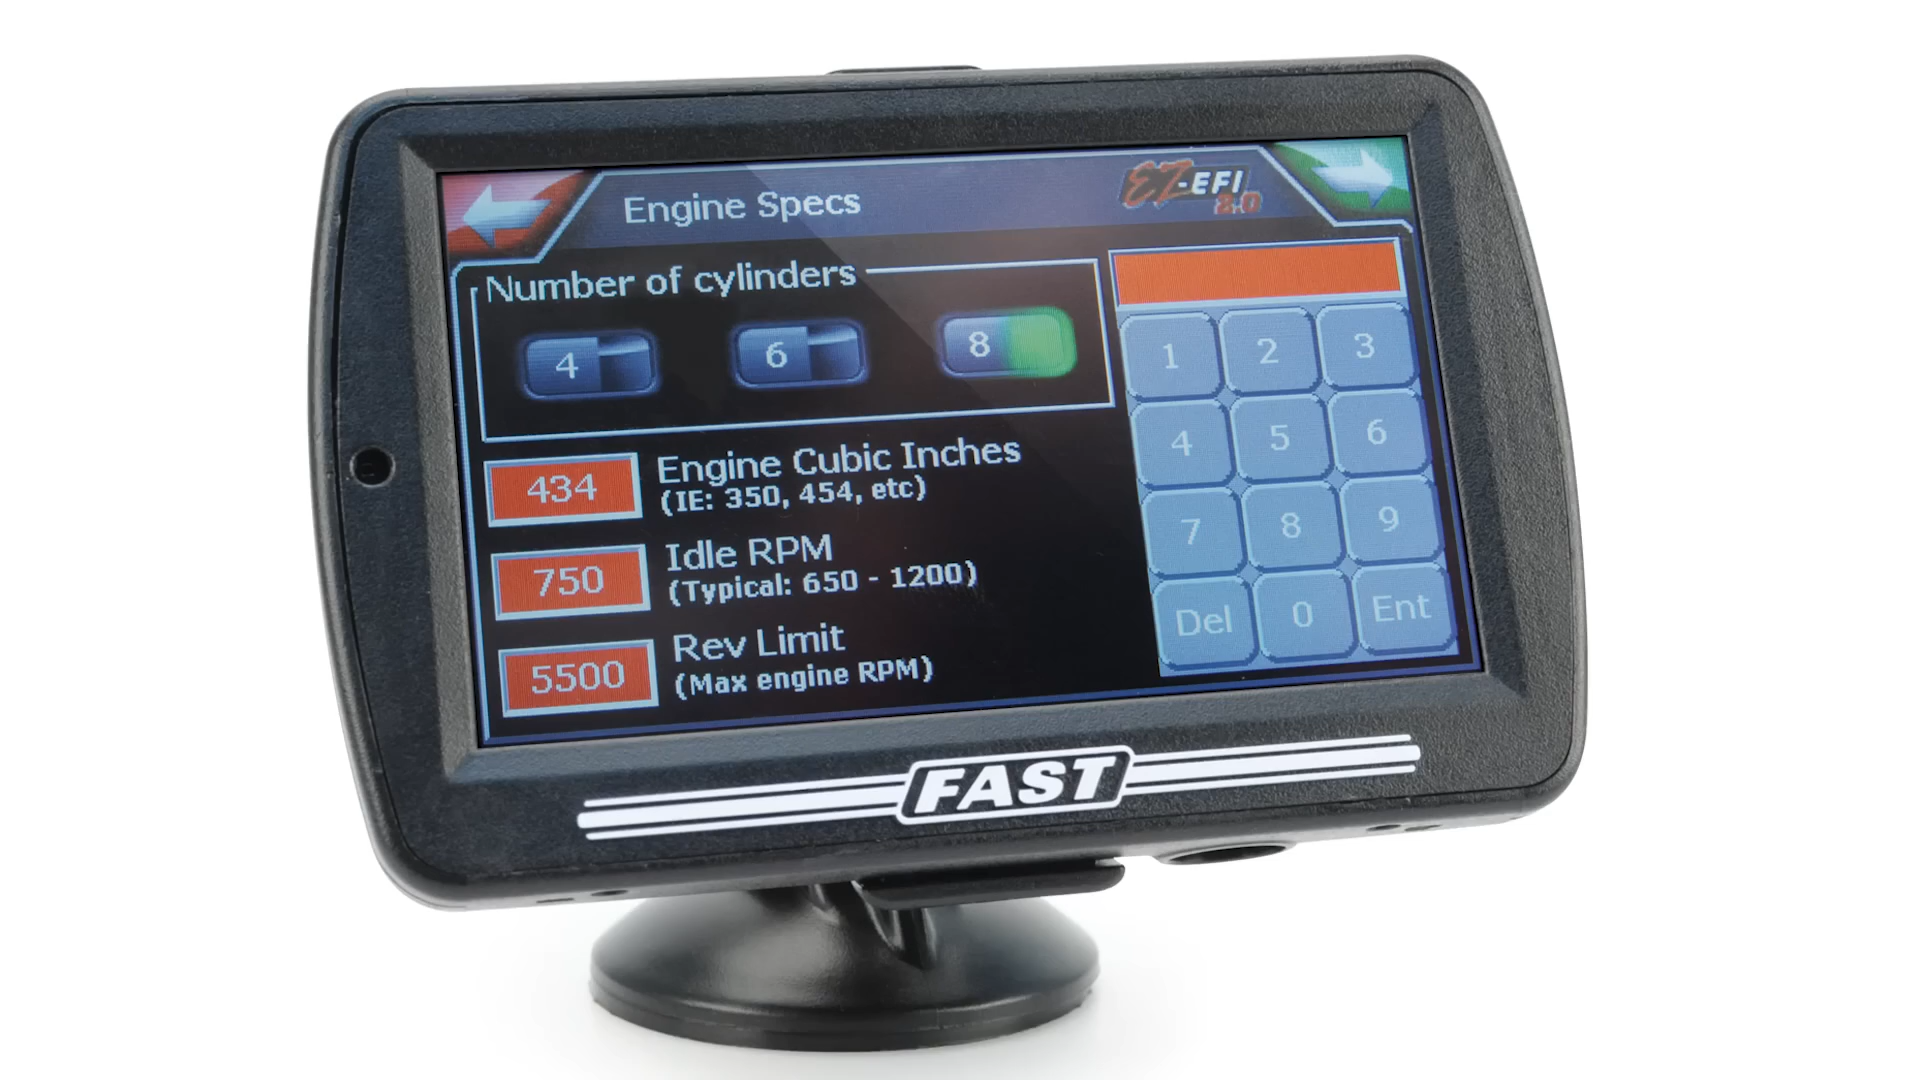 Engine Specs
EZ-EFI
2.0
Number of cylinders
4 6 8
434
Engine Cubic Inches
(IE: 350, 454, etc)
750
Idle RPM
(Typical: 650 - 1200)
5500
Rev Limit
(Max engine RPM)
1 2 3
4 5 6
7 8 9
Del 0 Ent
FAST